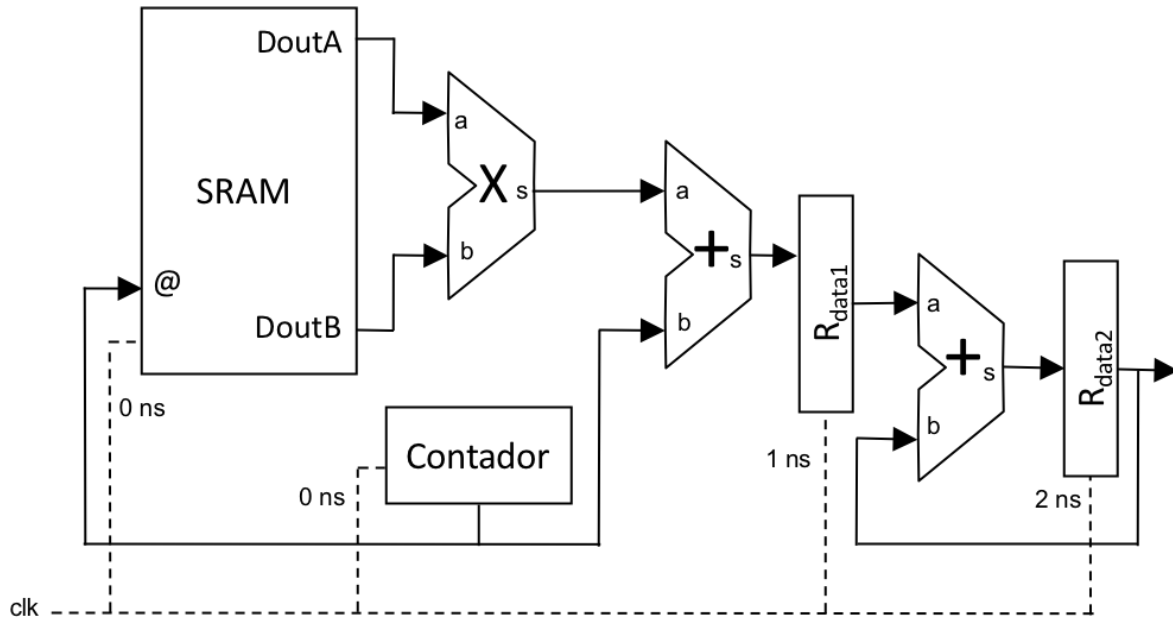 DoutA
a
X s
b
SRAM
@
DoutB
0 ns
Contador
0 ns
a
+ s
b
Rdata1
1 ns
a
+ s
b
Rdata2
2 ns
clk